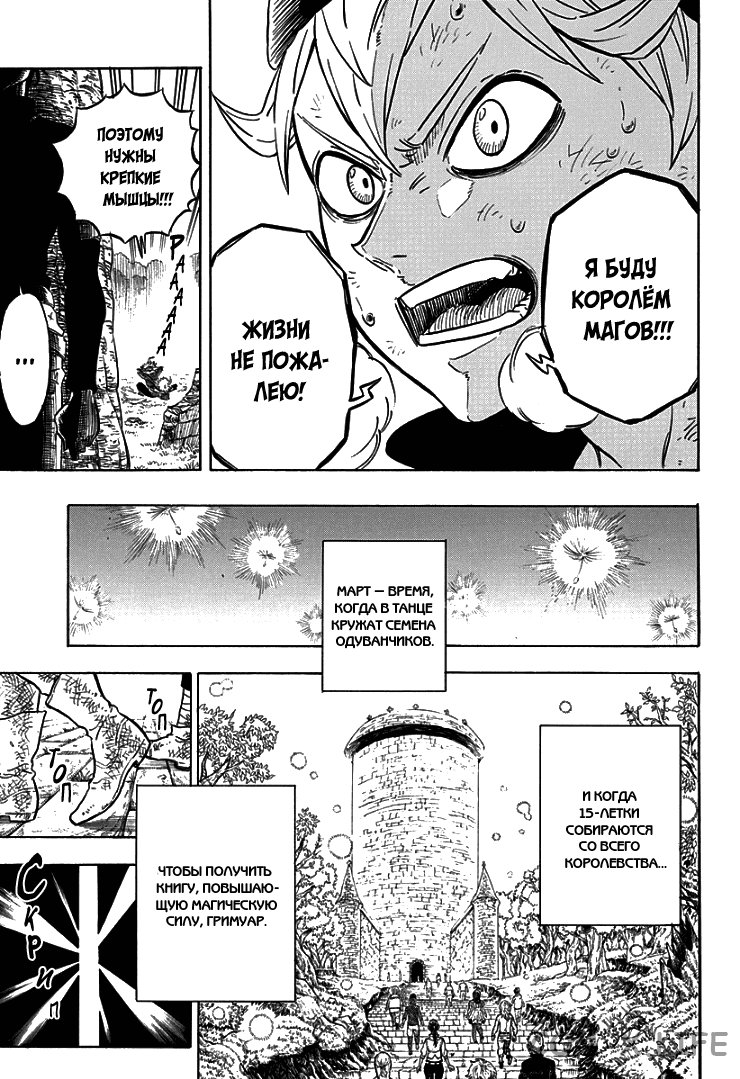 Я БУДУ
КОРОЛЁМ
МАГОВ!!!
ЖИЗНИ
НЕ ПОЖА-
ЛЕЮ!
ПОЭТОМУ
НУЖНЫ
КРЕПКИЕ
МЫШЦЫ!!!
РАААААА
...
МАРТ — ВРЕМЯ,
КОГДА В ТАНЦЕ
КРУЖАТ СЕМЕНА
ОДУВАНЧИКОВ.
И КОГДА
15-ЛЕТКИ
СОБИРАЮТСЯ
СО ВСЕГО
КОРОЛЕВСТВА...
ЧТОБЫ ПОЛУЧИТЬ
КНИГУ, ПОВЫШАЮ-
ЩУЮ МАГИЧЕСКУЮ
СИЛУ, ГРИМУАР.
ТОП
ТОП
СКРИП